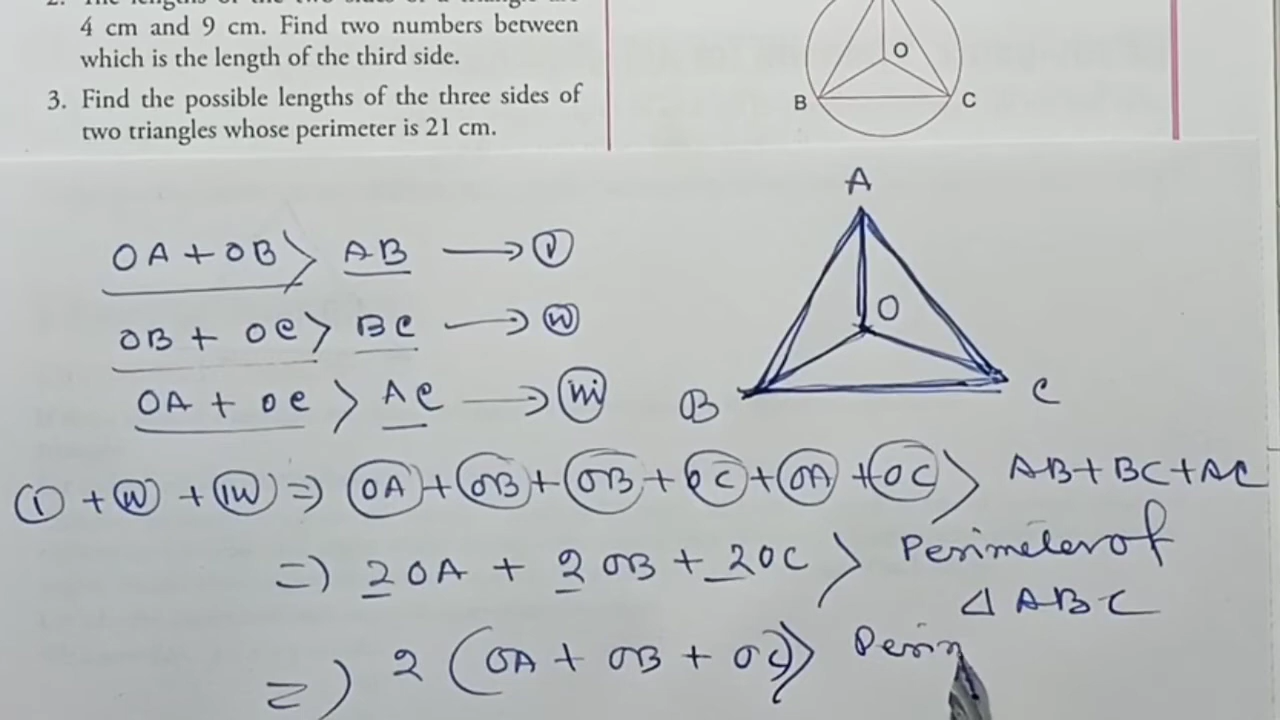 4 cm and 9 cm. Find two numbers between
which is the length of the third side.
3. Find the possible lengths of the three sides of
two triangles whose perimeter is 21 cm.
O
B
C
A
O
B
C
OA + OB > AB → (i)
OB + OC > BC → (ii)
OA + OC > AC → (iii)
(i) + (ii) + (iii) ⇒ OA + OB + OB + OC + OA + OC > AB + BC + AC
⇒ 2OA + 2OB + 2OC > Perimeter of
Δ ABC
⇒ 2 (OA + OB + OC) > Perim